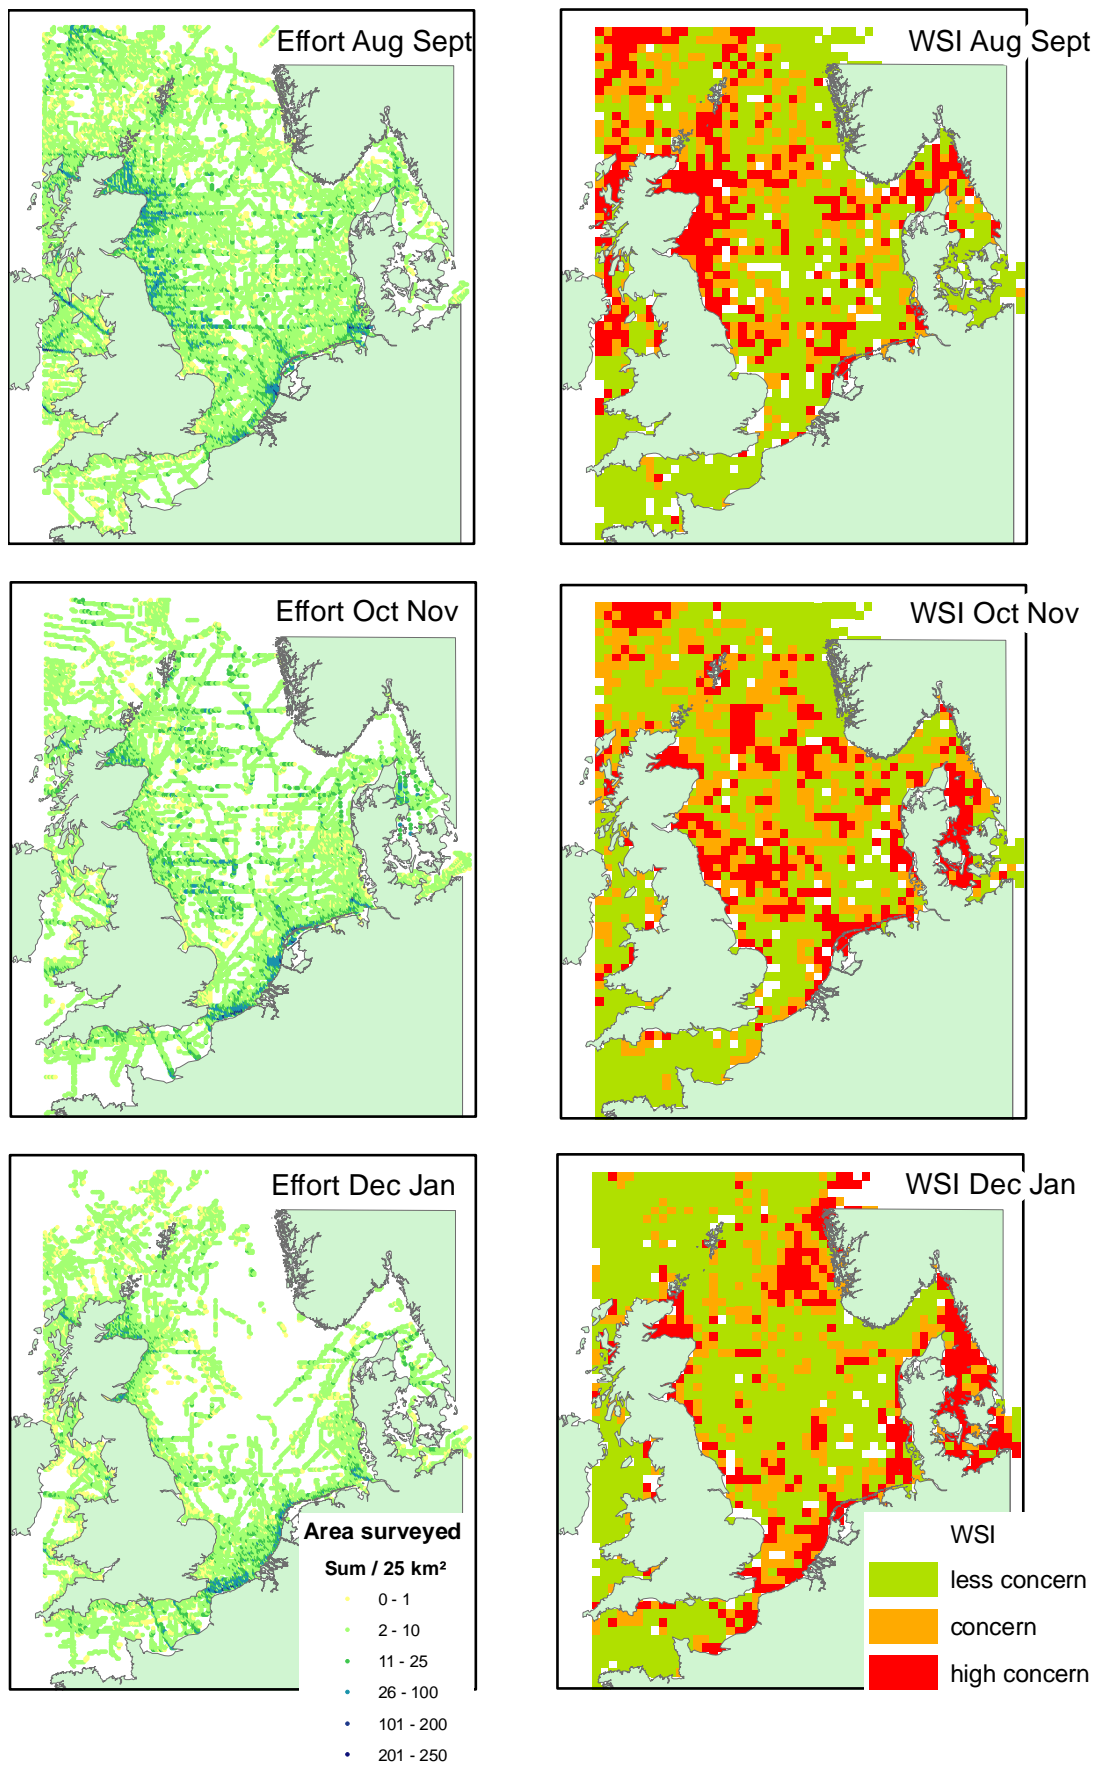 Effort Aug Sept
WSI Aug Sept
Effort Oct Nov
WSI Oct Nov
Effort Dec Jan
WSI Dec Jan
Area surveyed
Sum / 25 km²
0 - 1
2 - 10
11 - 25
26 - 100
101 - 200
201 - 250
WSI
less concern
concern
high concern